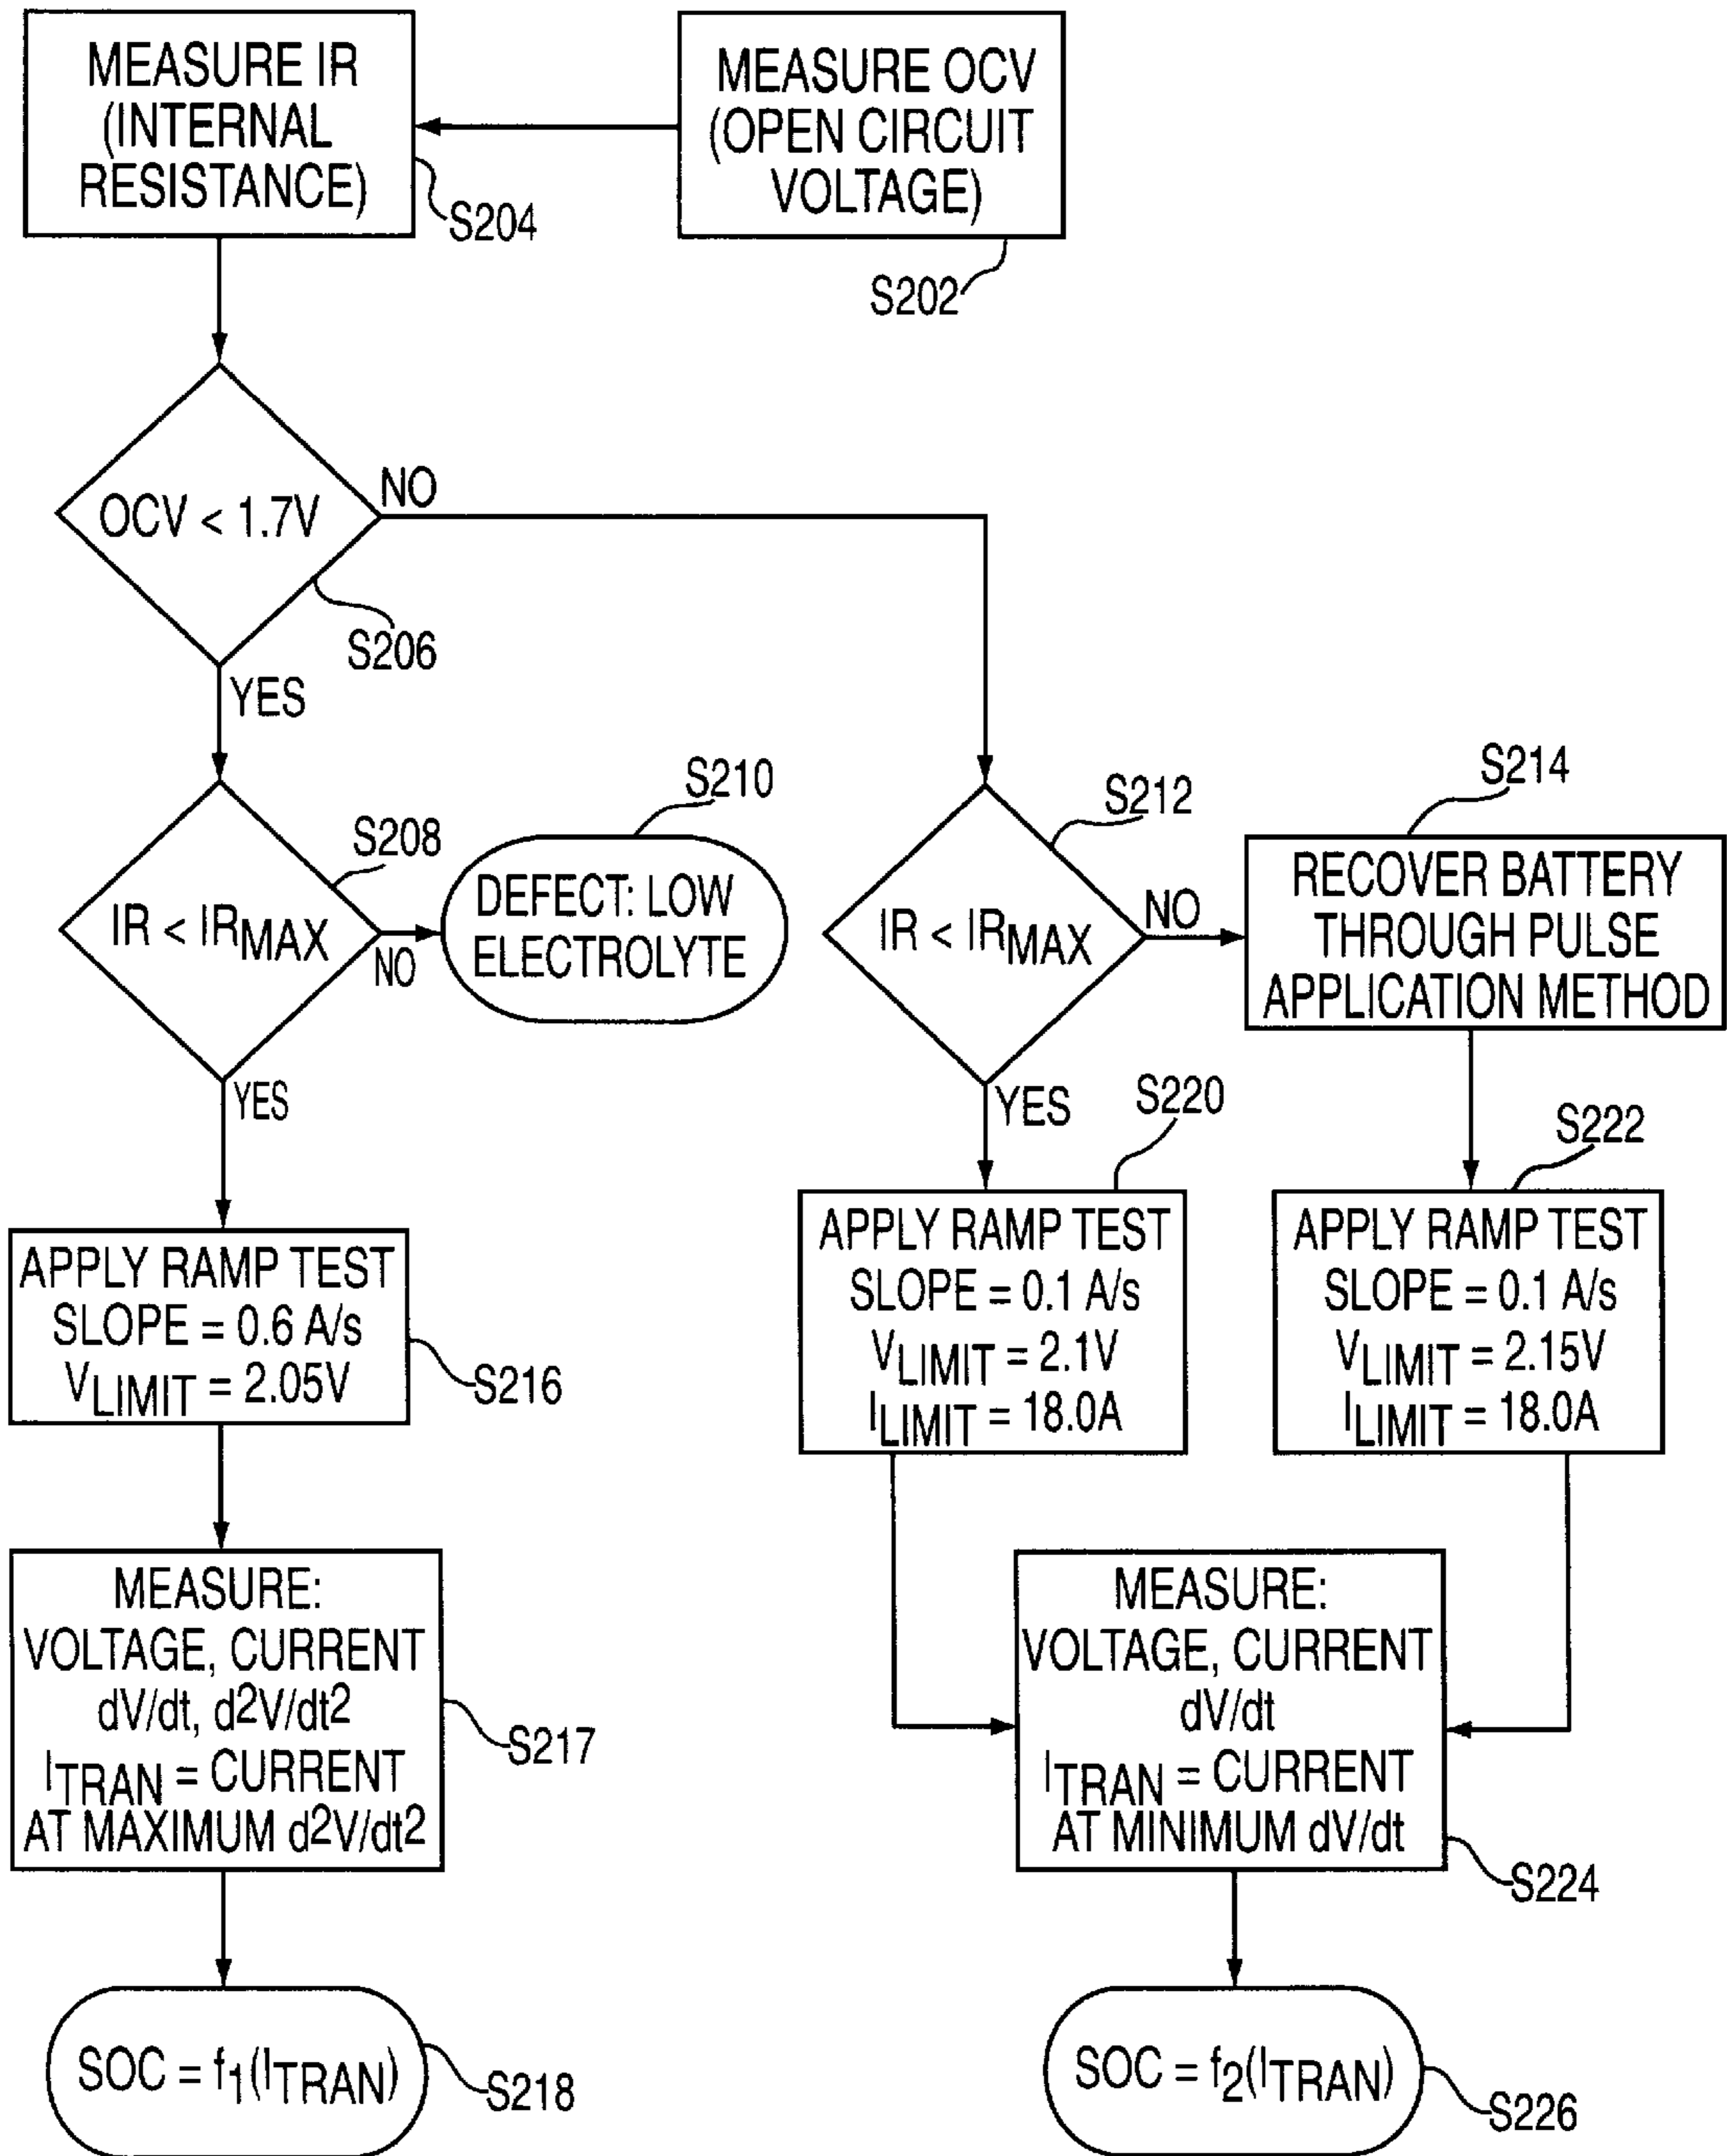 MEASURE IR
(INTERNAL
RESISTANCE)
S204
MEASURE OCV
(OPEN CIRCUIT
VOLTAGE)
S202
OCV < 1.7V
NO
S206
YES
IR < IRMAX
S208
NO
YES
S210
DEFECT: LOW
ELECTROLYTE
S212
IR < IRMAX
NO
YES
S214
RECOVER BATTERY
THROUGH PULSE
APPLICATION METHOD
APPLY RAMP TEST
SLOPE = 0.6 A/s
VLIMIT = 2.05V
S216
S220
APPLY RAMP TEST
SLOPE = 0.1 A/s
VLIMIT = 2.1V
ILIMIT = 18.0A
S222
APPLY RAMP TEST
SLOPE = 0.1 A/s
VLIMIT = 2.15V
ILIMIT = 18.0A
MEASURE:
VOLTAGE, CURRENT
dV/dt, d²V/dt²
ITRAN = CURRENT
AT MAXIMUM d²V/dt²
S217
MEASURE:
VOLTAGE, CURRENT
dV/dt
ITRAN = CURRENT
AT MINIMUM dV/dt
S224
SOC = f₁(ITRAN)
S218
SOC = f₂(ITRAN)
S226